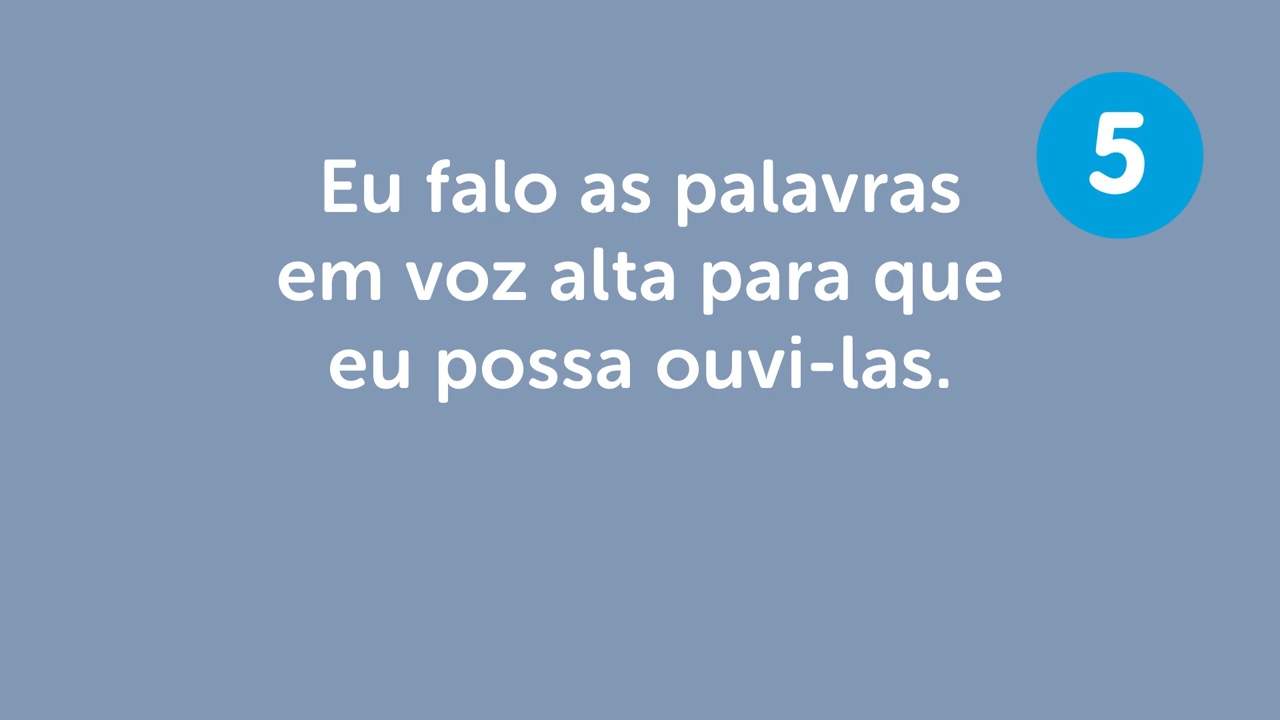 5
Eu falo as palavras
em voz alta para que
eu possa ouvi-las.